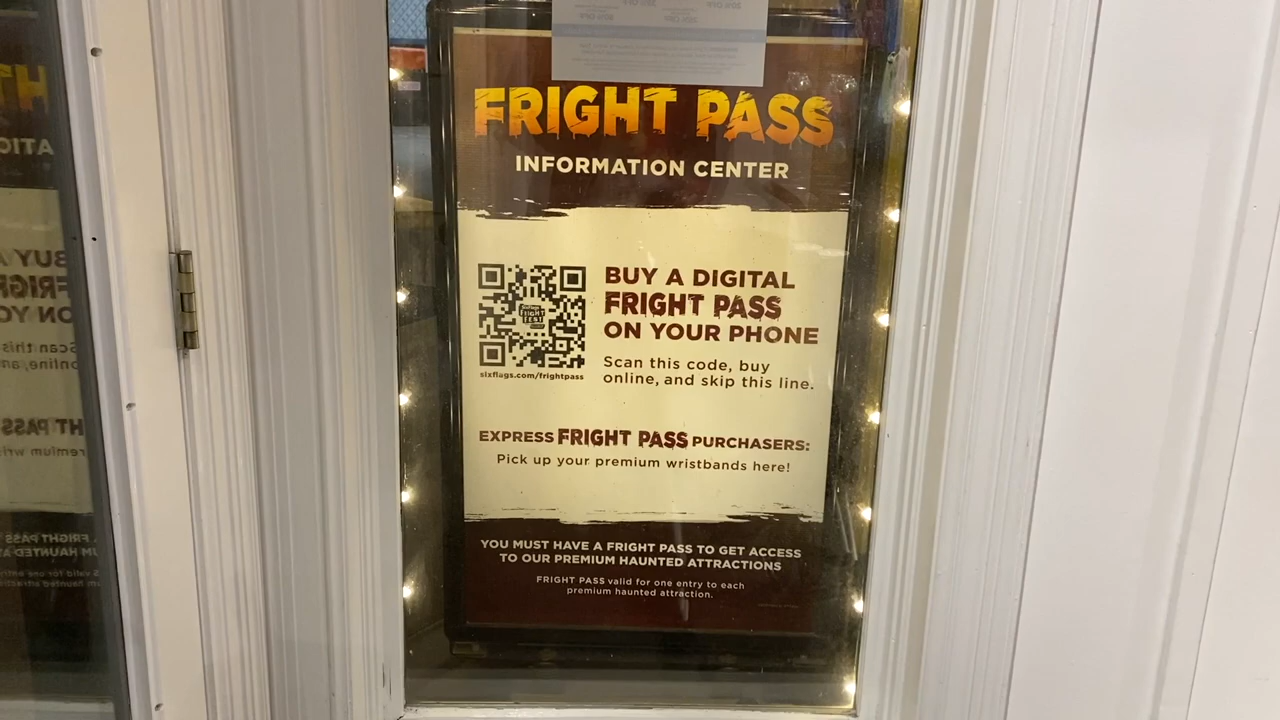 FRIGHT PASS
INFORMATION CENTER
BUY A DIGITAL
FRIGHT PASS
ON YOUR PHONE
Scan this code, buy
online, and skip this line.
FRIGHT
FEST
sixflags.com/frightpass
EXPRESS FRIGHT PASS PURCHASERS:
Pick up your premium wristbands here!
YOU MUST HAVE A FRIGHT PASS TO GET ACCESS
TO OUR PREMIUM HAUNTED ATTRACTIONS
FRIGHT PASS valid for one entry to each
premium haunted attraction.